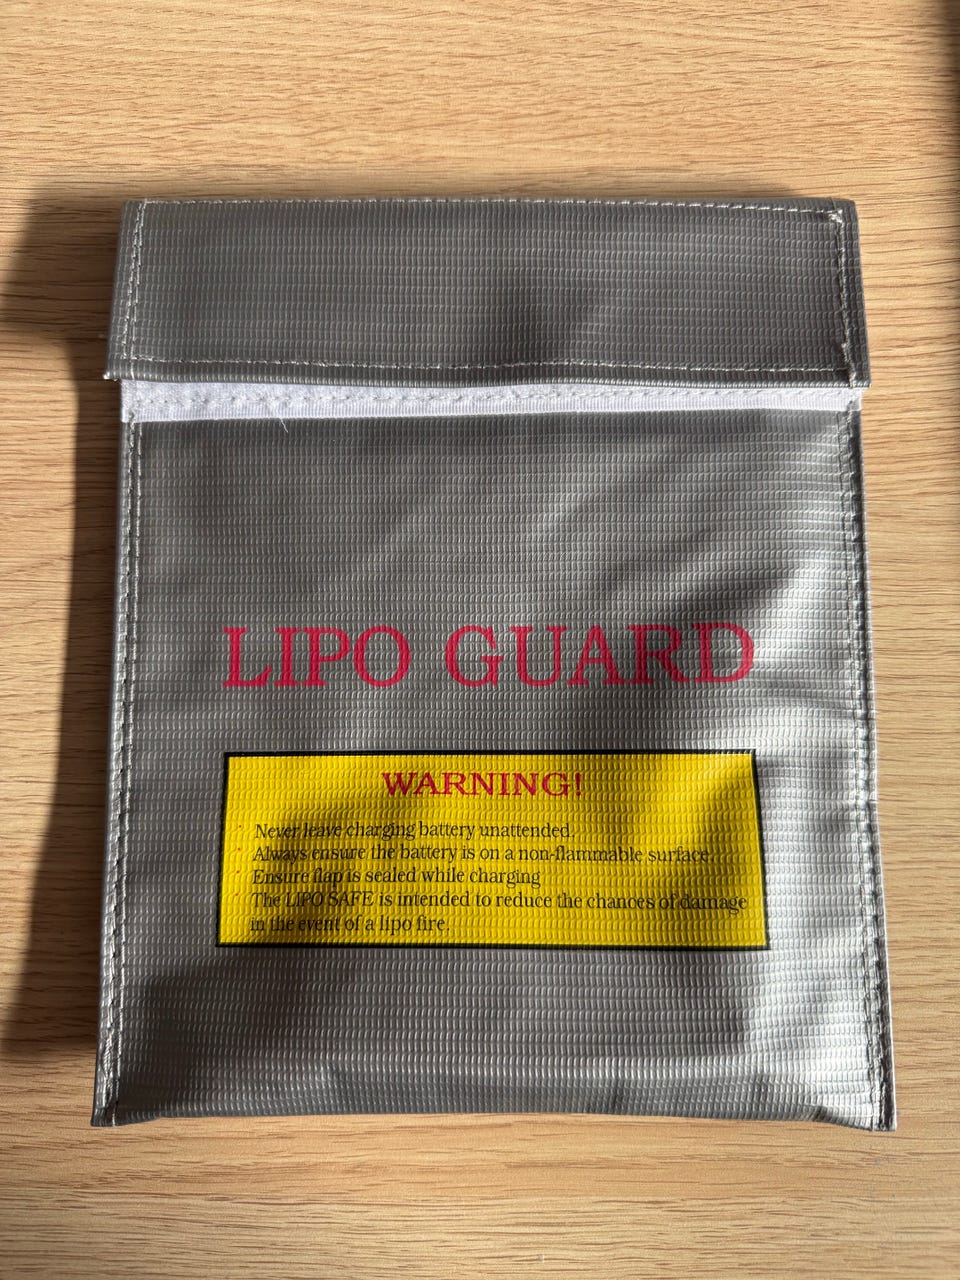 LIPO GUARD
WARNING!
Never leave charging battery unattended.
Always ensure the battery is on a non-flammable surface.
Ensure flap is sealed while charging
The LIPO SAFE is intended to reduce the chances of damage
in the event of a lipo fire.